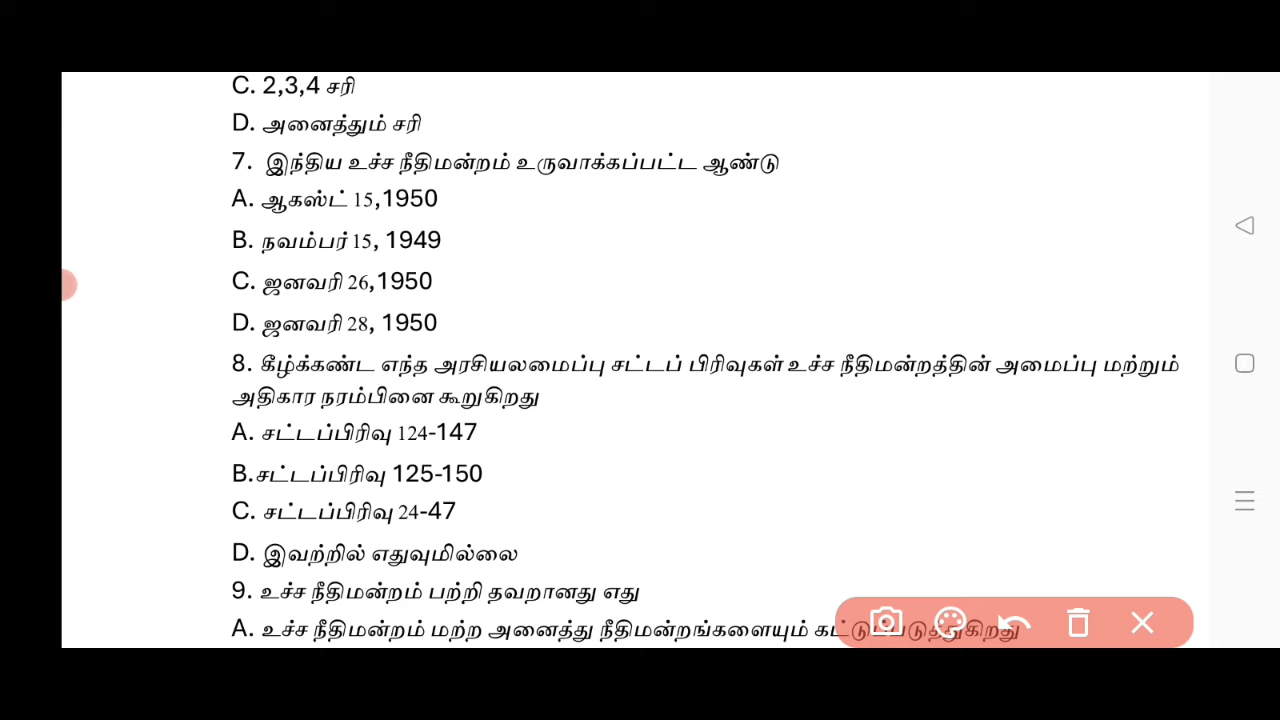 C. 2,3,4 சரி
D. அனைத்தும் சரி
7. இந்திய உச்ச நீதிமன்றம் உருவாக்கப்பட்ட ஆண்டு
A. ஆகஸ்ட் 15,1950
B. நவம்பர் 15, 1949
C. ஜனவரி 26,1950
D. ஜனவரி 28, 1950
8. கீழ்க்கண்ட எந்த அரசியலமைப்பு சட்டப் பிரிவுகள் உச்ச நீதிமன்றத்தின் அமைப்பு மற்றும்
அதிகார நரம்பினை கூறுகிறது
A. சட்டப்பிரிவு 124-147
B.சட்டப்பிரிவு 125-150
C. சட்டப்பிரிவு 24-47
D. இவற்றில் எதுவுமில்லை
9. உச்ச நீதிமன்றம் பற்றி தவறானது எது
A. உச்ச நீதிமன்றம் மற்ற அனைத்து நீதிமன்றங்களையும் கட்டுப்படுத்துகிறது